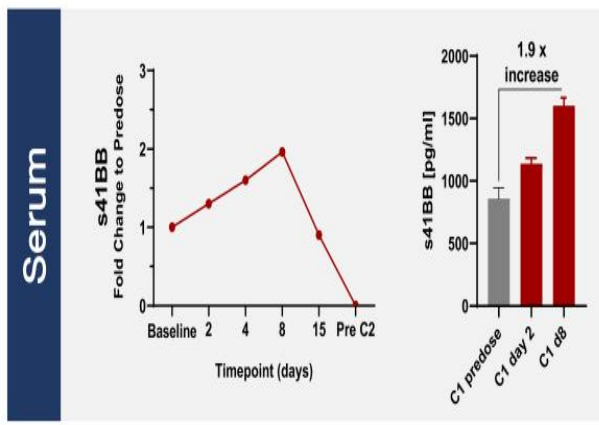 Serum
s41BB
Fold Change to Predose
3
2
1
0
Baseline 2 4 8 15 Pre C2
Timepoint (days)
1.9 x
increase
s41BB [pg/ml]
2000
1500
1000
500
0
C1 predose
C1 day 2
C1 d8